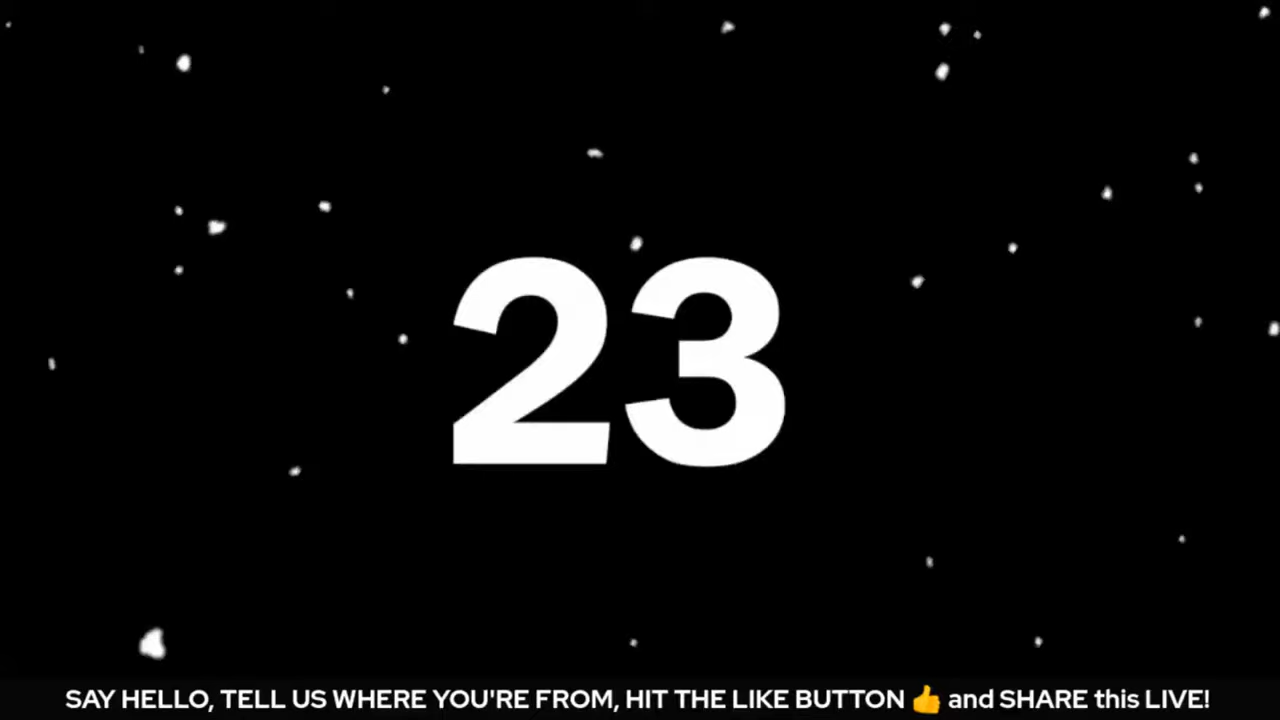 23
SAY HELLO, TELL US WHERE YOU'RE FROM, HIT THE LIKE BUTTON 👍 and SHARE this LIVE!